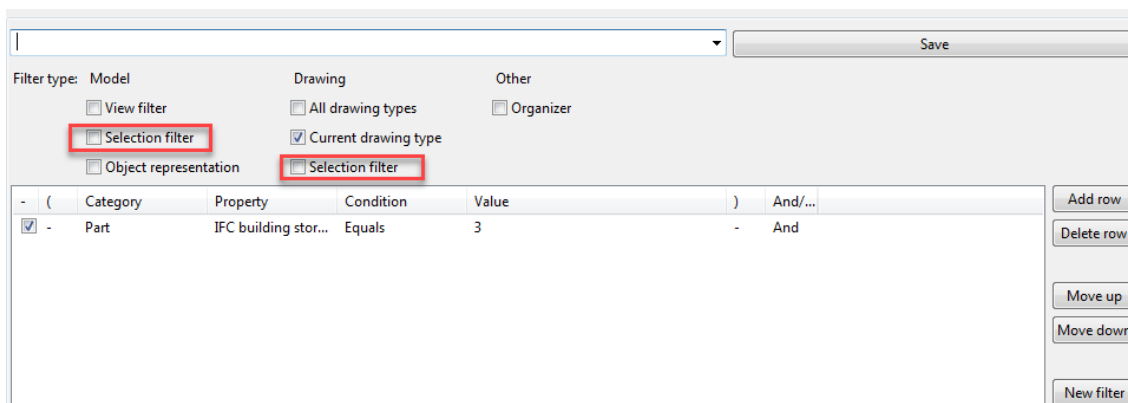 Save
Filter type: Model Drawing Other
View filter All drawing types Organizer
Selection filter Current drawing type
Object representation Selection filter
- ( Category Property Condition Value ) And/...
- Part IFC building stor... Equals 3 - And
Add row
Delete row
Move up
Move down
New filter